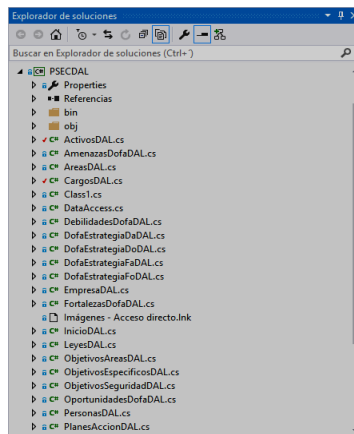 Explorador de soluciones
Buscar en Explorador de soluciones (Ctrl+¨)
C# PSECDAL
Properties
Referencias
bin
obj
C# ActivosDAL.cs
C# AmenazasDofaDAL.cs
C# AreasDAL.cs
C# CargosDAL.cs
C# Class1.cs
C# DataAccess.cs
C# DebilidadesDofaDAL.cs
C# DofaEstrategiaDaDAL.cs
C# DofaEstrategiaDoDAL.cs
C# DofaEstrategiaFaDAL.cs
C# DofaEstrategiaFoDAL.cs
C# EmpresaDAL.cs
C# FortalezasDofaDAL.cs
Imágenes - Acceso directo.lnk
C# InicioDAL.cs
C# LeyesDAL.cs
C# ObjetivosAreasDAL.cs
C# ObjetivosEspecificosDAL.cs
C# ObjetivosSeguridadDAL.cs
C# OportunidadesDofaDAL.cs
C# PersonasDAL.cs
C# PlanesAccionDAL.cs